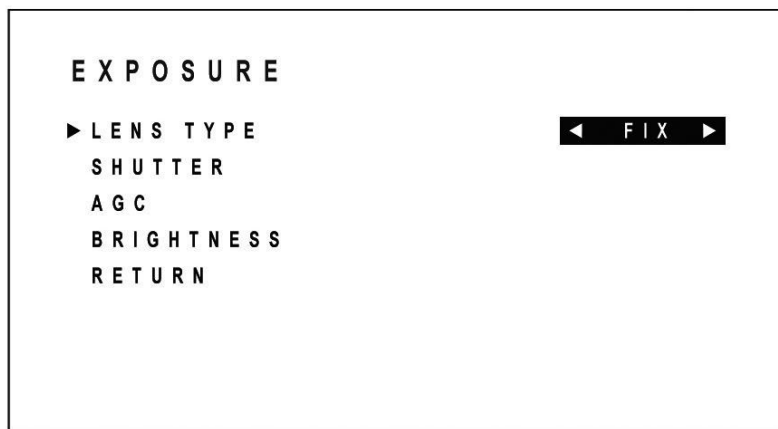 EXPOSURE
LENS TYPE FIX
SHUTTER
AGC
BRIGHTNESS
RETURN